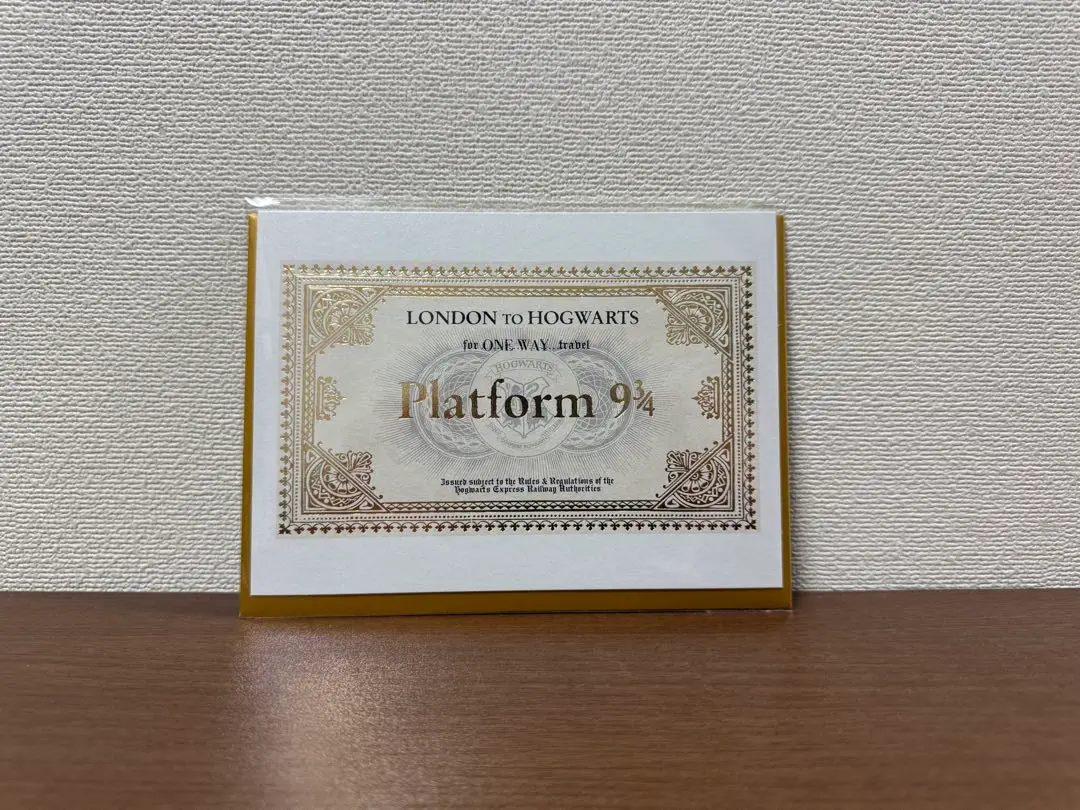 LONDON TO HOGWARTS
for ONE WAY travel
HOGWARTS
Platform 9¾
Issued subject to the Rules & Regulations of the
Hogwarts Express Railway Authorities